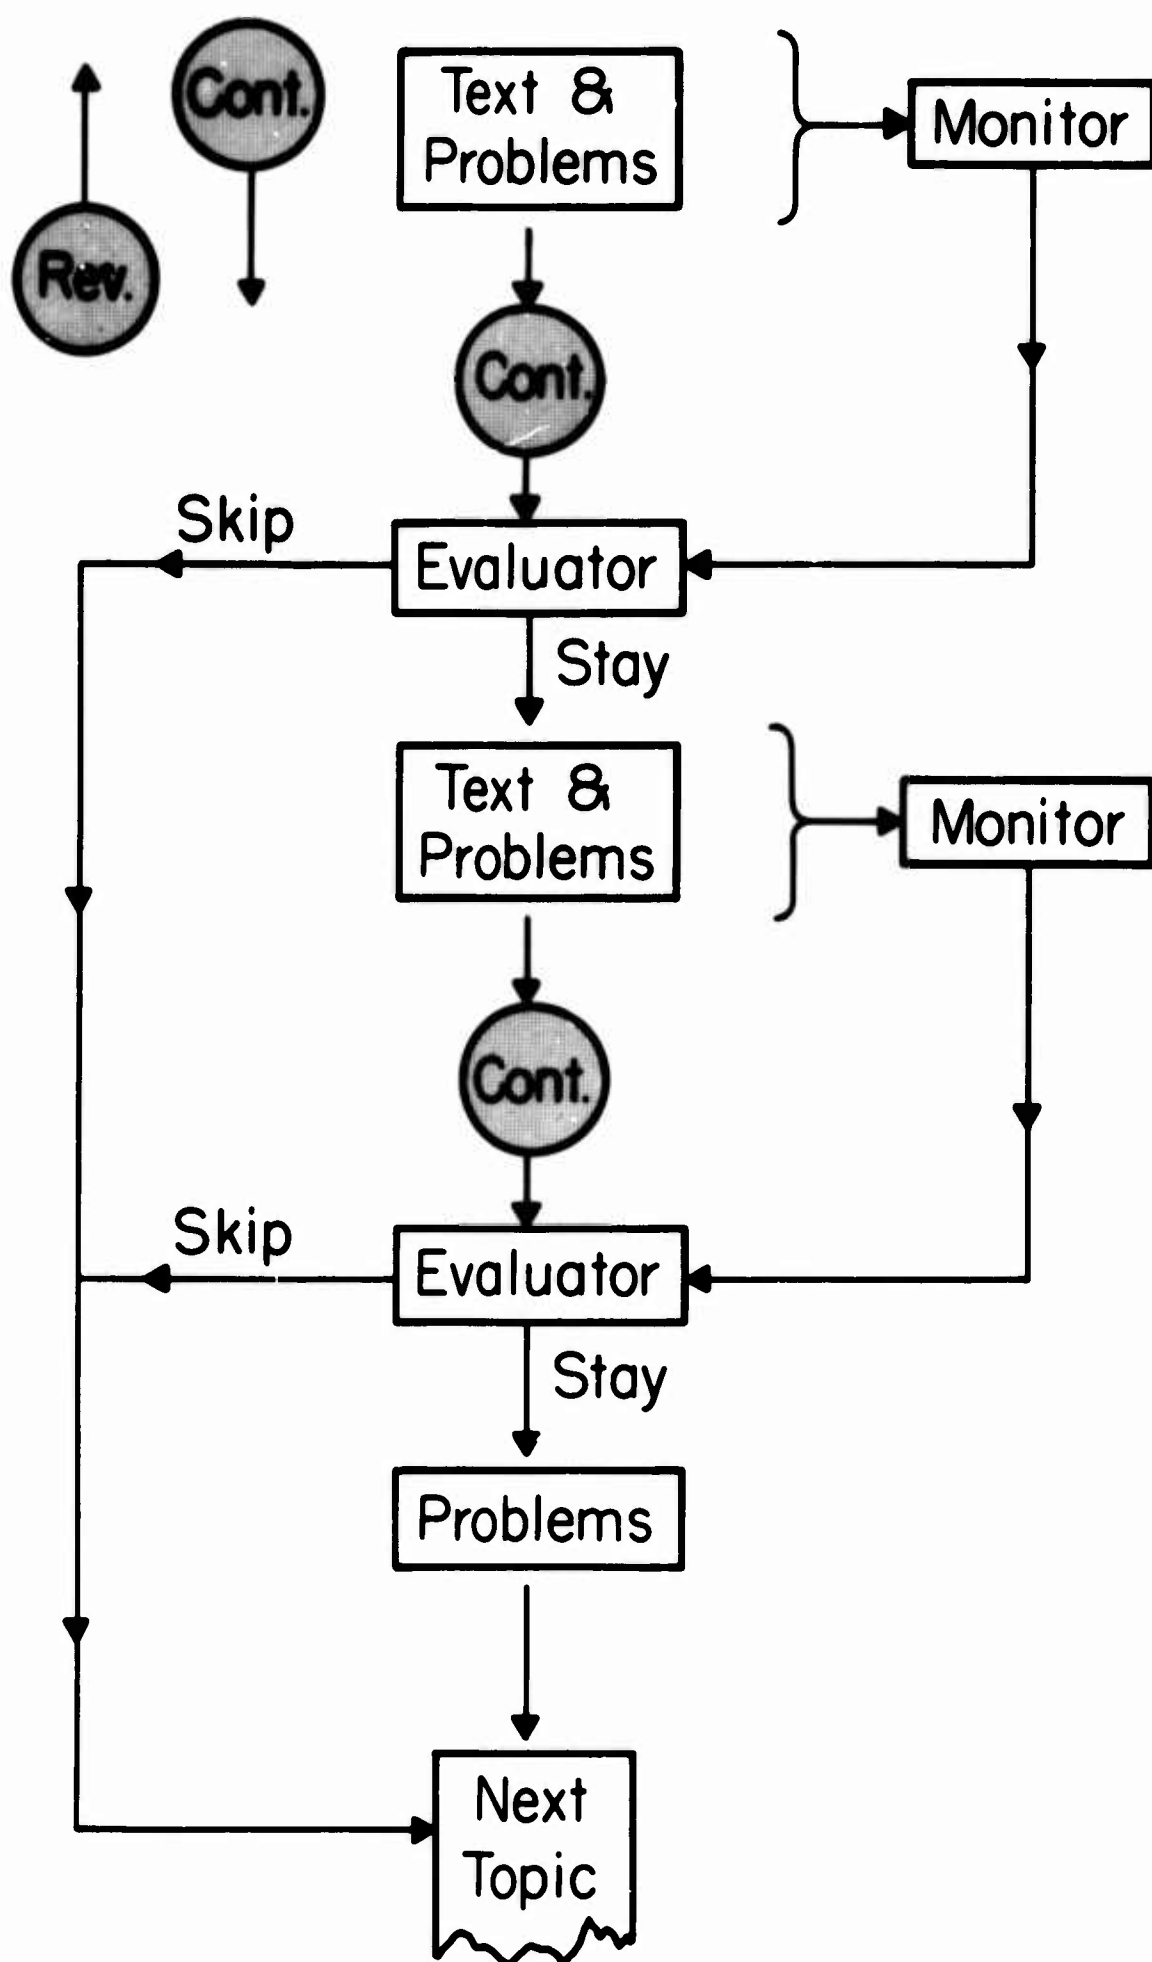 Cont.
Text &
Problems
Monitor
Rev.
Cont.
Skip
Evaluator
Stay
Text &
Problems
Monitor
Cont.
Skip
Evaluator
Stay
Problems
Next
Topic